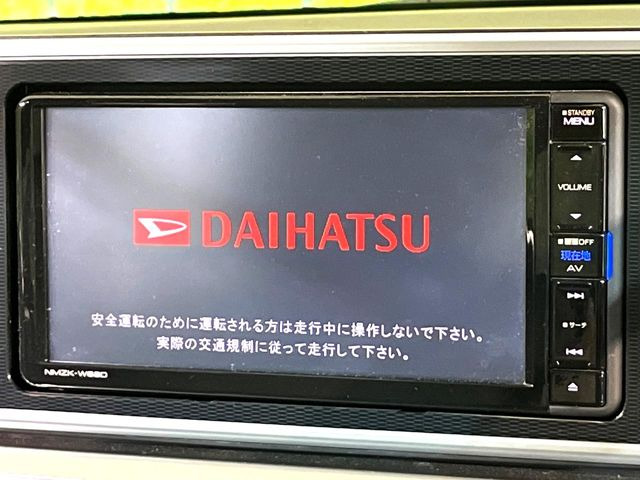 STANDBY
MENU
VOLUME
DAIHATSU
画面OFF
現在地
AV
安全運転のために運転される方は走行中に操作しないで下さい。
実際の交通規制に従って走行して下さい。
サーチ